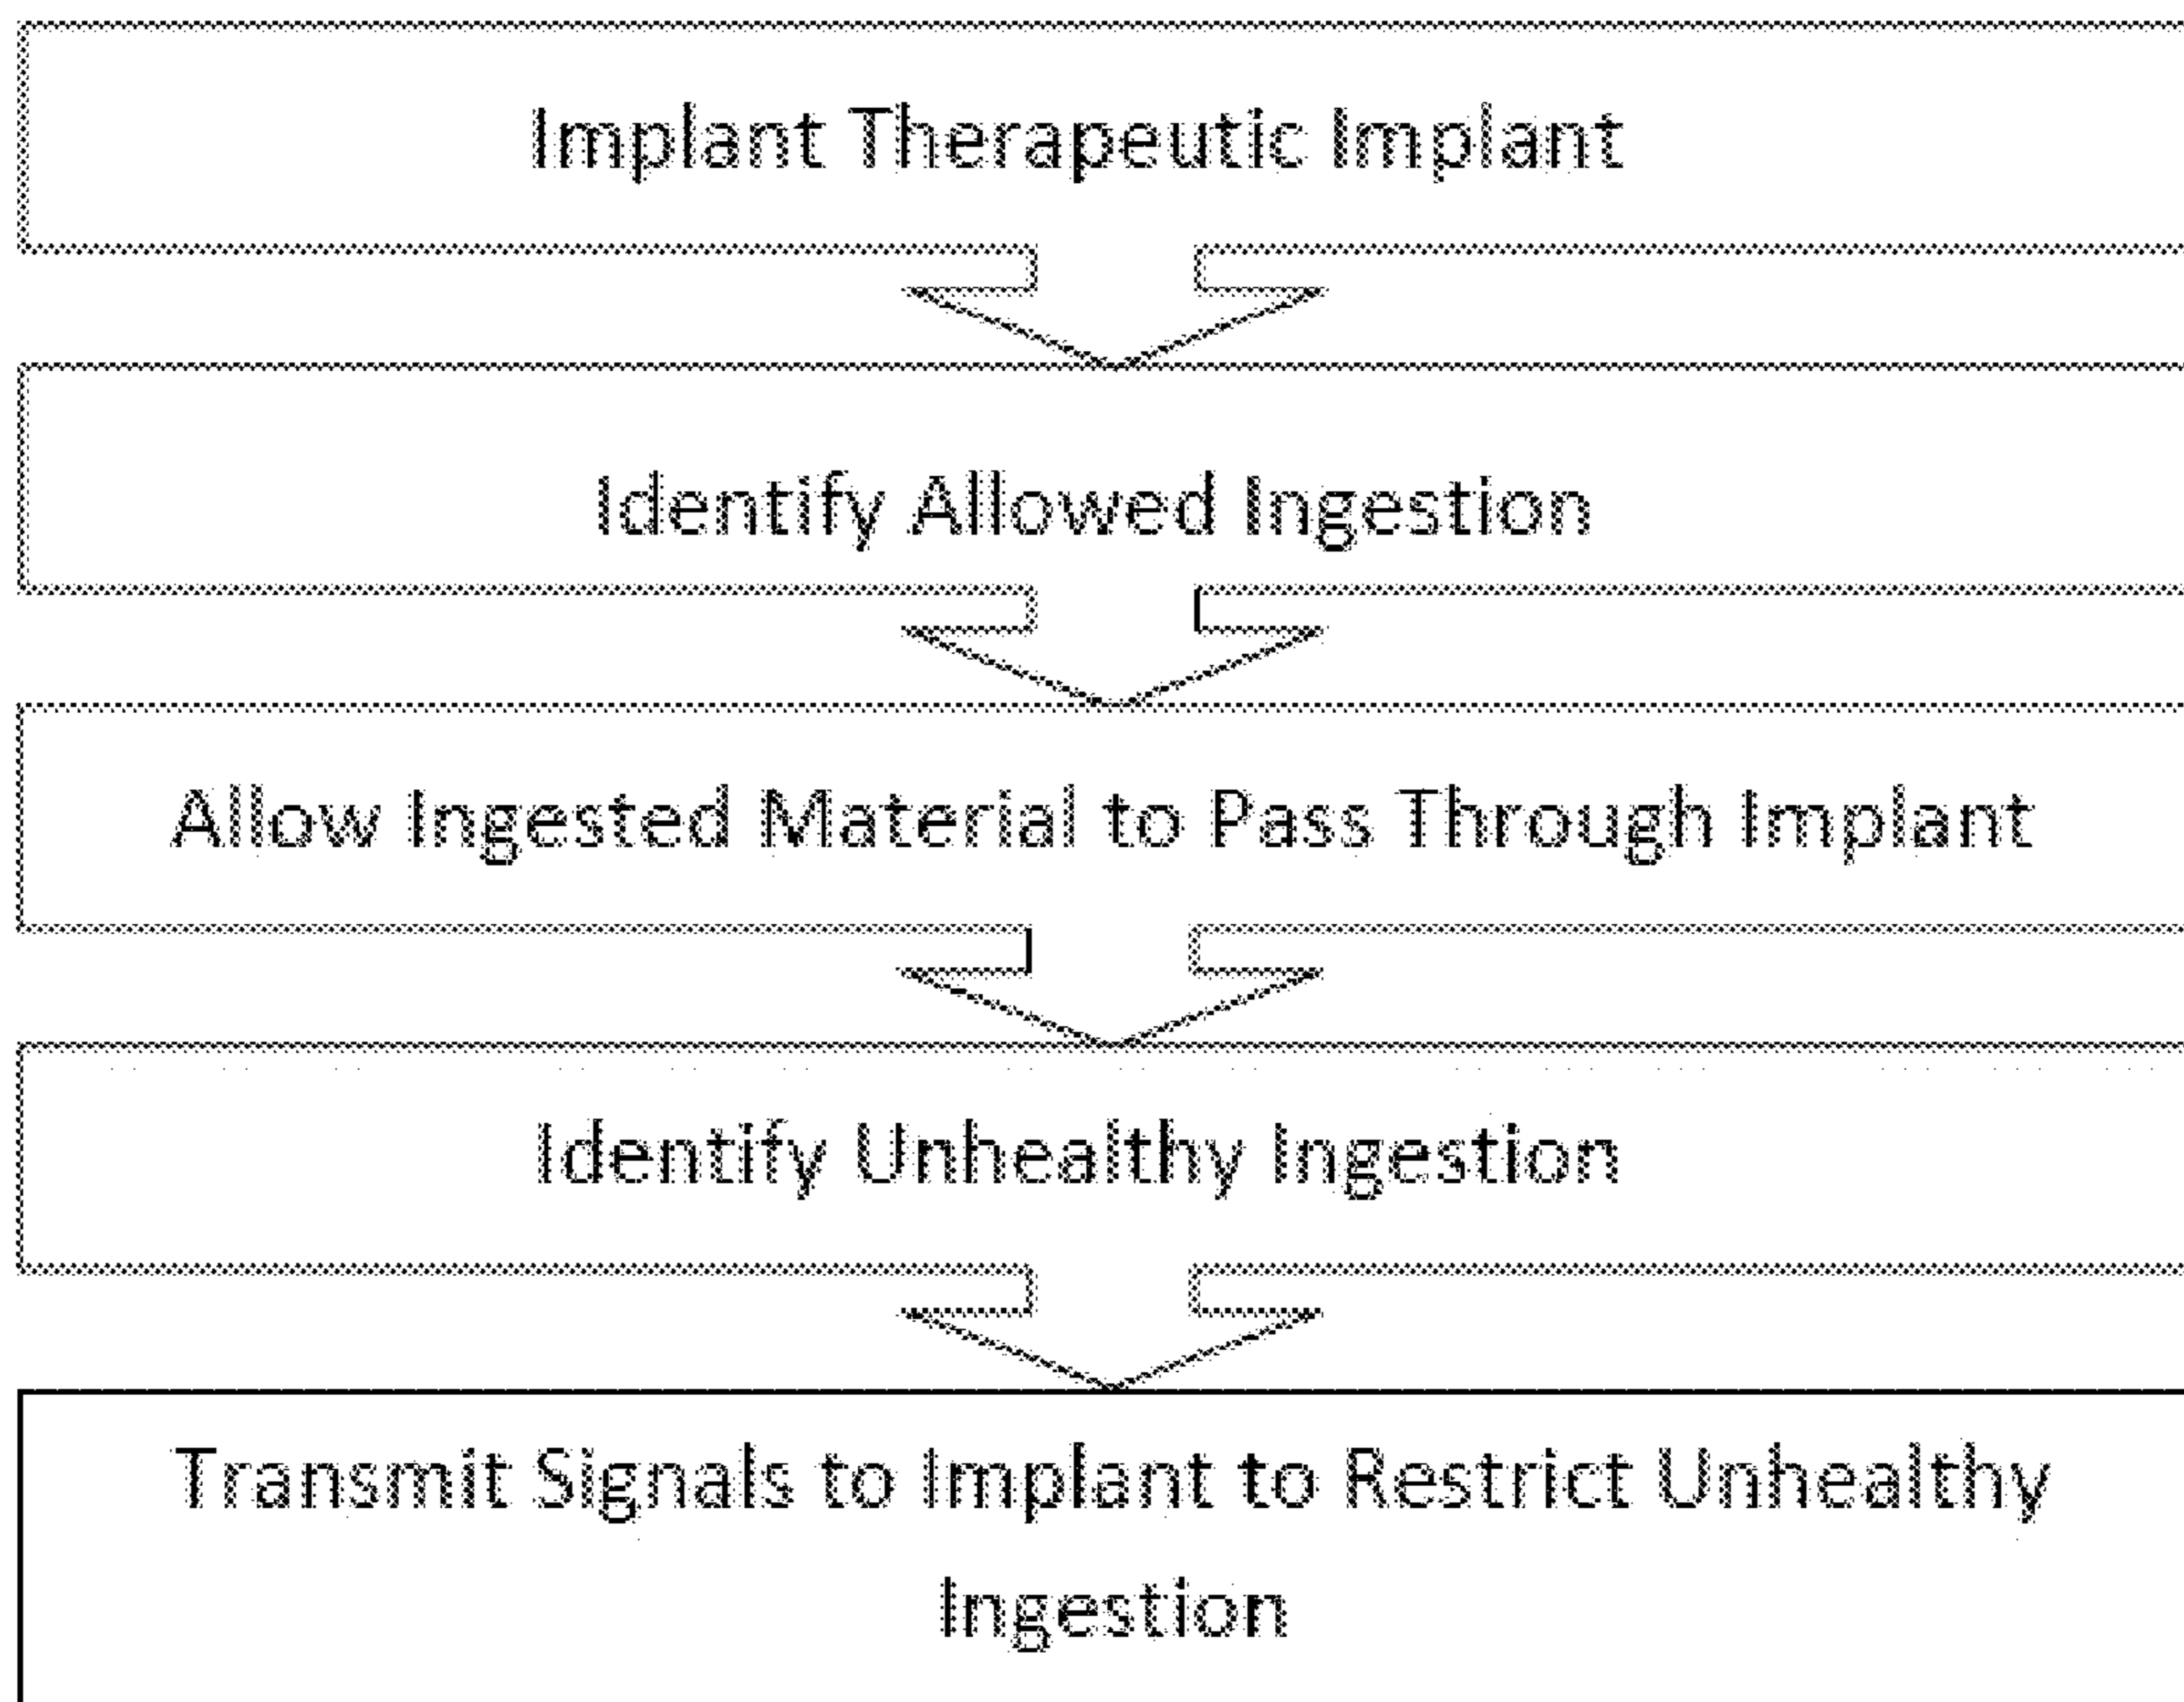 Implant Therapeutic Implant
Identify Allowed Ingestion
Allow Ingested Material to Pass Through Implant
Identify Unhealthy Ingestion
Transmit Signals to Implant to Restrict Unhealthy
Ingestion